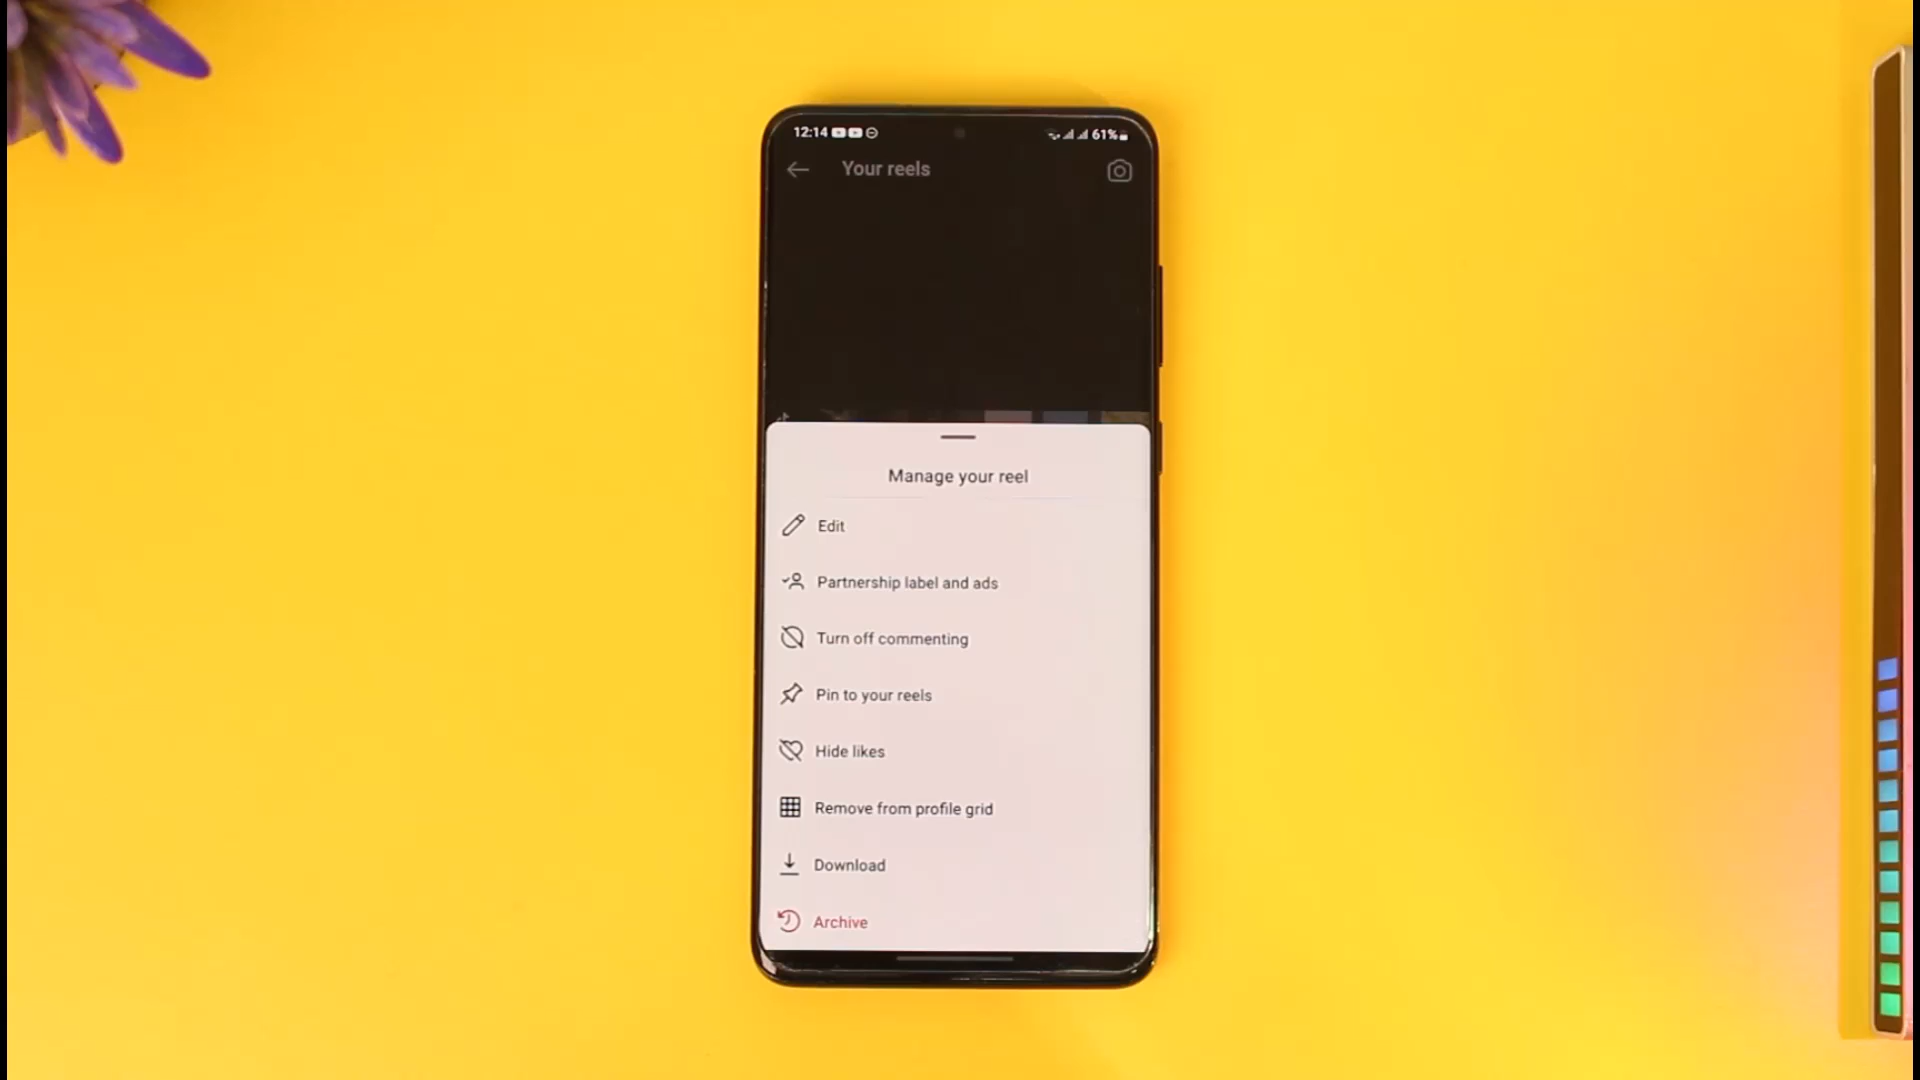 12:14
61%
Your reels
Manage your reel
Edit
Partnership label and ads
Turn off commenting
Pin to your reels
Hide likes
Remove from profile grid
Download
Archive